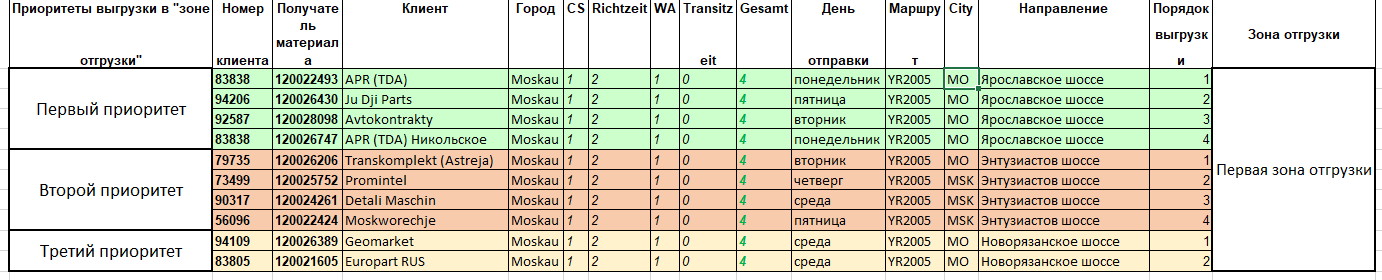 Приоритеты выгрузки в "зоне отгрузки" Номер клиента Получатель материала Клиент Город CS Richtzeit WA Transitzeit Gesamt День отправки Маршрут City Направление Порядок выгрузки Зона отгрузки
Первый приоритет 83838 120022493 APR (TDA) Moskau 1 2 1 0 4 понедельник YR2005 MO Ярославское шоссе 1 Первая зона отгрузки
94206 120026430 Ju Dji Parts Moskau 1 2 1 0 4 пятница YR2005 MO Ярославское шоссе 2
92587 120028098 Avtokontrakty Moskau 1 2 1 0 4 вторник YR2005 MO Ярославское шоссе 3
83838 120026747 APR (TDA) Никольское Moskau 1 2 1 0 4 понедельник YR2005 MO Ярославское шоссе 4
Второй приоритет 79735 120026206 Transkomplekt (Astreja) Moskau 1 2 1 0 4 вторник YR2005 MO Энтузиастов шоссе 1
73499 120025752 Promintel Moskau 1 2 1 0 4 четверг YR2005 MSK Энтузиастов шоссе 2
90317 120024261 Detali Maschin Moskau 1 2 1 0 4 среда YR2005 MSK Энтузиастов шоссе 3
56096 120022424 Moskworechje Moskau 1 2 1 0 4 пятница YR2005 MSK Энтузиастов шоссе 4
Третий приоритет 94109 120026389 Geomarket Moskau 1 2 1 0 4 среда YR2005 MO Новорязанское шоссе 1
83805 120021605 Europart RUS Moskau 1 2 1 0 4 среда YR2005 MO Новорязанское шоссе 2